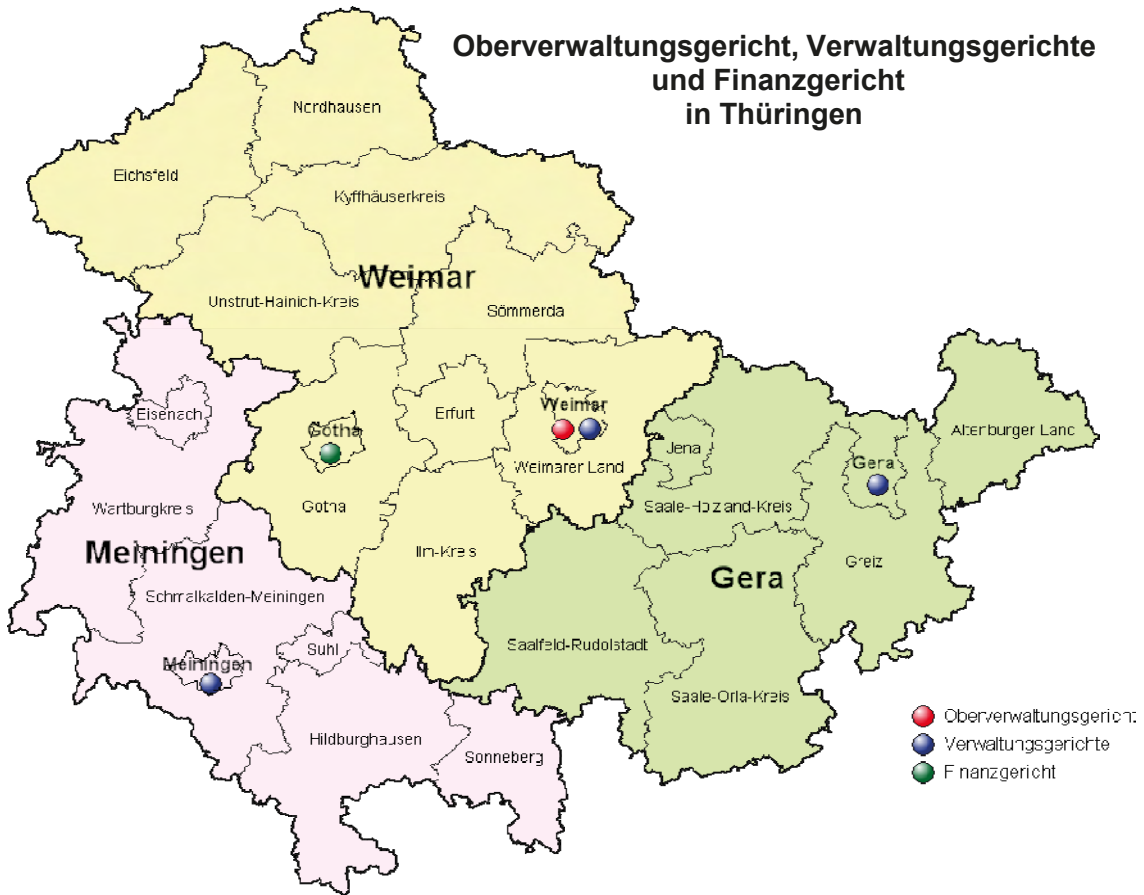 Oberverwaltungsgericht, Verwaltungsgerichte
und Finanzgericht
in Thüringen
Nordhausen
Eichsfeld
Kyffhäuserkreis
Weimar
Unstrut-Hainich-Kreis
Sömmerda
Eisenach
Gotha
Erfurt
Weimar
Weimarer Land
Jena
Gera
Altenburger Land
Wartburgkreis
Gotha
Saale-Holzland-Kreis
Meiningen
Ilm-Kreis
Gera
Greiz
Schmalkalden-Meiningen
Suhl
Meiningen
Saalfeld-Rudolstadt
Saale-Orla-Kreis
Hildburghausen
Sonneberg
Oberverwaltungsgericht
Verwaltungsgerichte
Finanzgericht